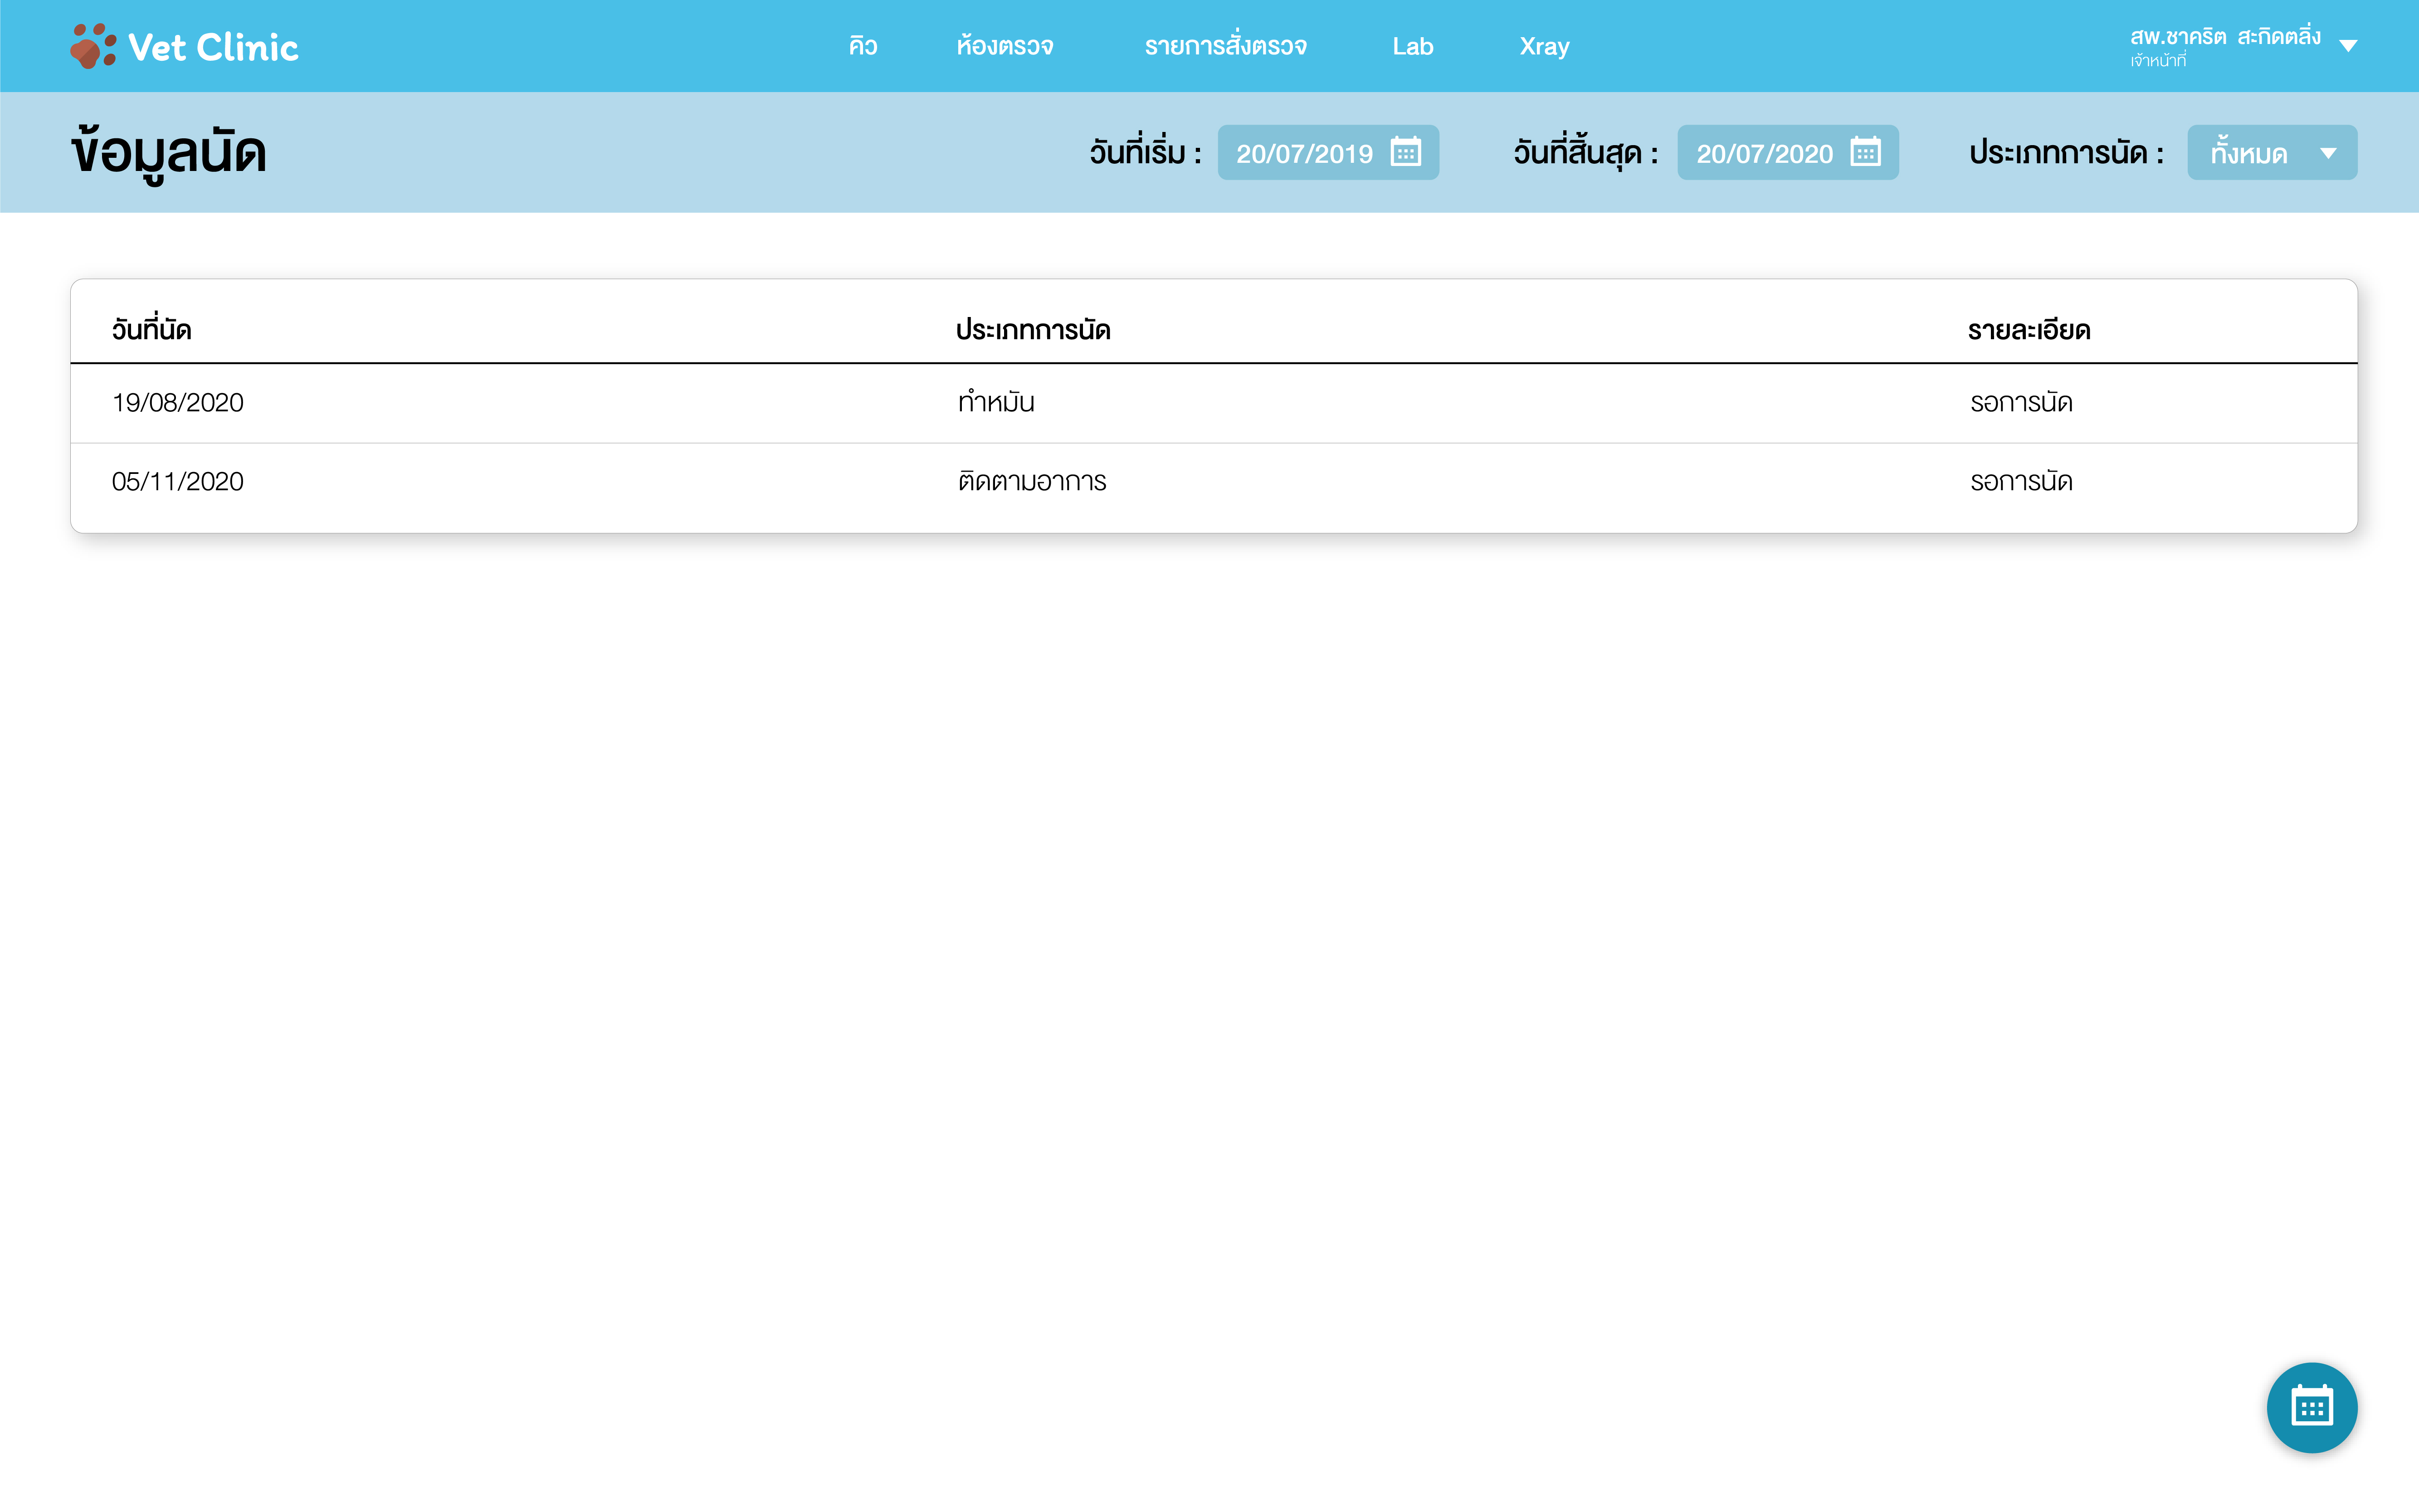 Vet Clinic
คิว ห้องตรวจ รายการสั่งตรวจ Lab Xray
สพ.ชาคริต สะกิดตลิ่ง
เจ้าหน้าที่
ข้อมูลนัด
วันที่เริ่ม : 20/07/2019 วันที่สิ้นสุด : 20/07/2020 ประเภทการนัด : ทั้งหมด
วันที่นัด ประเภทการนัด รายละเอียด
19/08/2020 ทำหมัน รอการนัด
05/11/2020 ติดตามอาการ รอการนัด